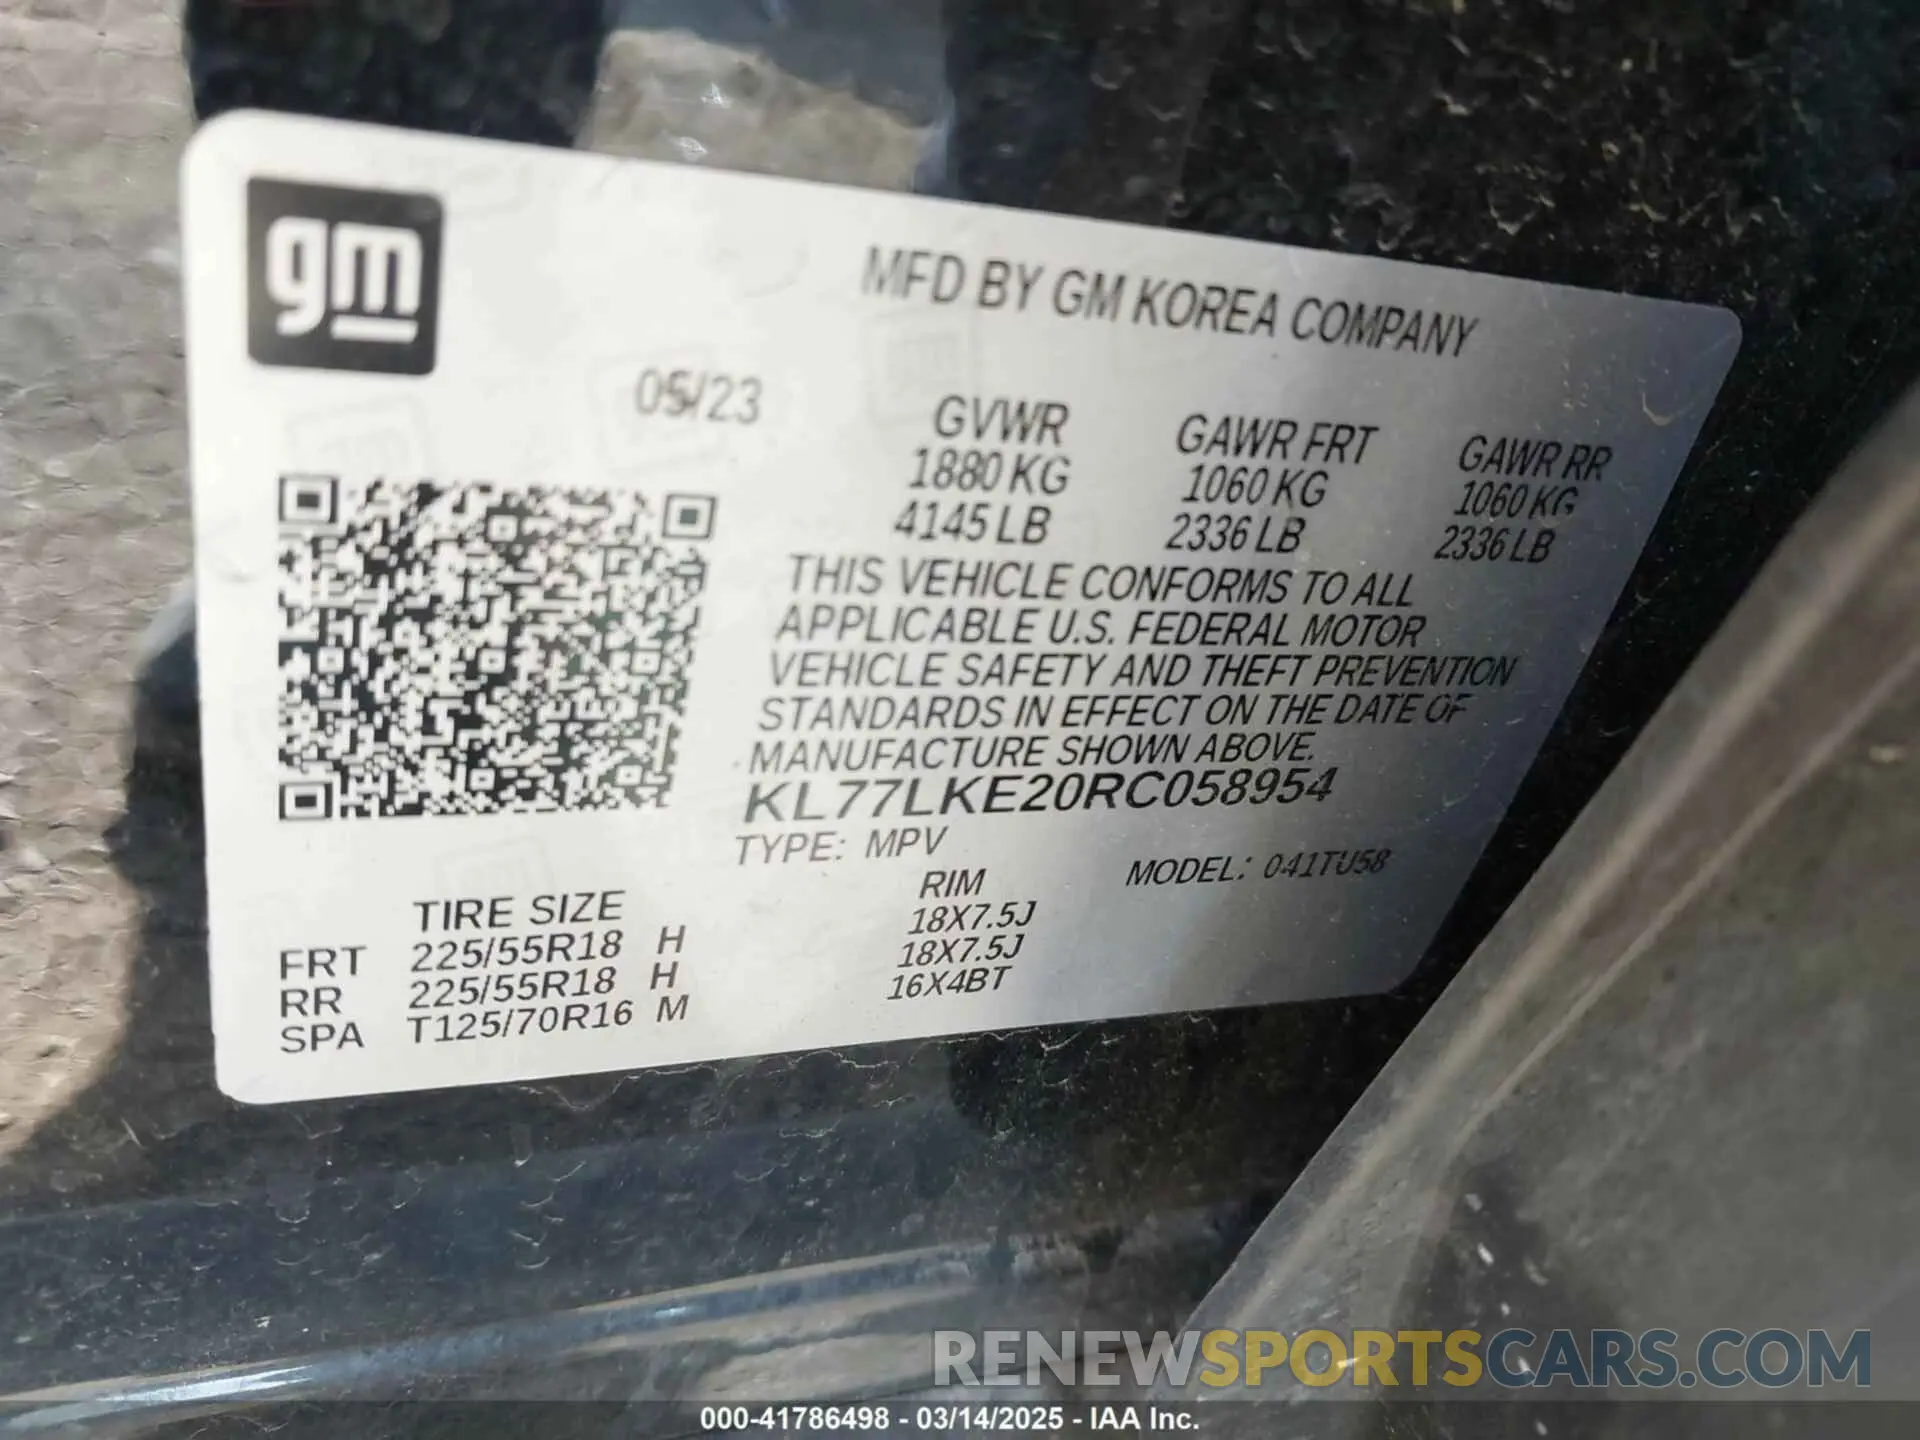 gm
MFD BY GM KOREA COMPANY
05/23
GVWR GAWR FRT GAWR RR
1880 KG 1060 KG 1060 KG
4145 LB 2336 LB 2336 LB
THIS VEHICLE CONFORMS TO ALL
APPLICABLE U.S. FEDERAL MOTOR
VEHICLE SAFETY AND THEFT PREVENTION
STANDARDS IN EFFECT ON THE DATE OF
MANUFACTURE SHOWN ABOVE.
KL77LKE20RC058954
TYPE: MPV MODEL: 041TU58
TIRE SIZE RIM
FRT 225/55R18 H 18X7.5J
RR 225/55R18 H 18X7.5J
SPA T125/70R16 M 16X4BT
RENEWSPORTSCARS.COM
000-41786498 - 03/14/2025 - IAA Inc.